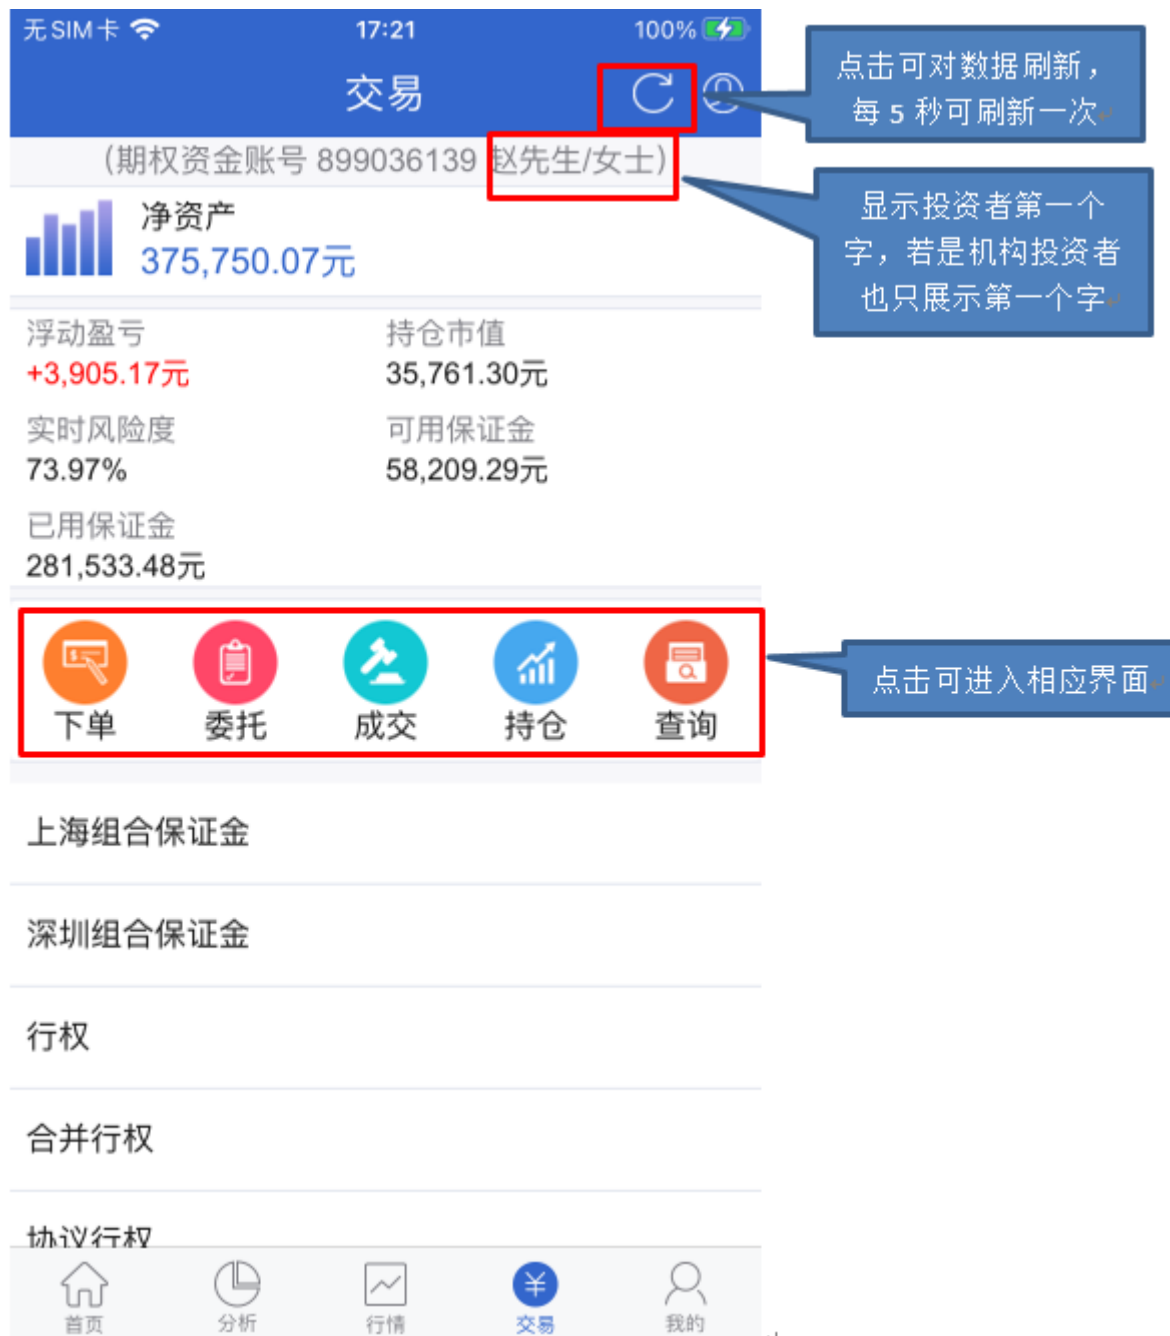 无SIM卡 17:21 100%
交易
(期权资金账号 899036139 赵先生/女士)
净资产
375,750.07元
浮动盈亏 持仓市值
+3,905.17元 35,761.30元
实时风险度 可用保证金
73.97% 58,209.29元
已用保证金
281,533.48元
下单 委托 成交 持仓 查询
上海组合保证金
深圳组合保证金
行权
合并行权
协议行权
首页 分析 行情 交易 我的
点击可对数据刷新，
每 5 秒可刷新一次
显示投资者第一个
字，若是机构投资者
也只展示第一个字
点击可进入相应界面